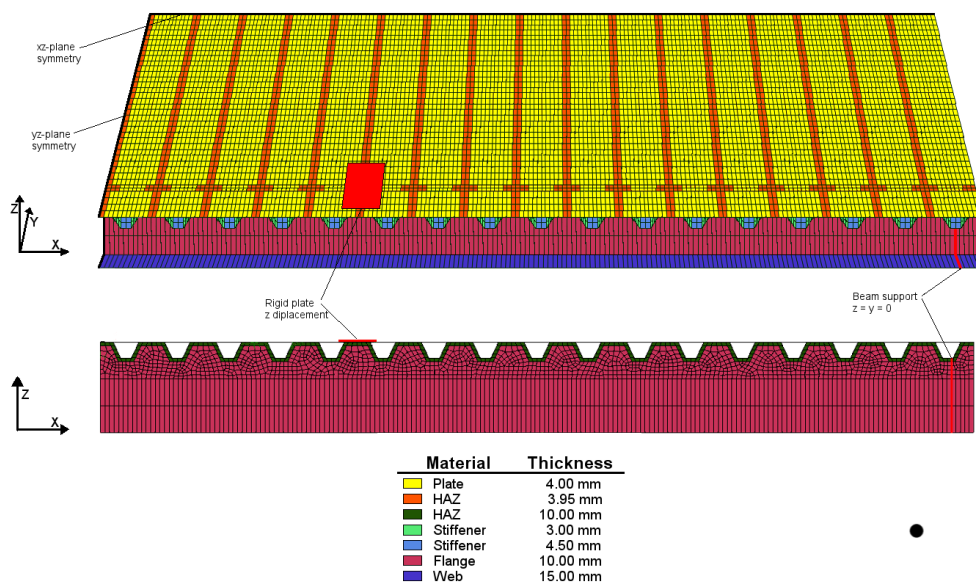 xz-plane
symmetry
yz-plane
symmetry
Z
Y
X
Rigid plate
z diplacement
Beam support
z = y = 0
Z
X
Material Thickness
Plate 4.00 mm
HAZ 3.95 mm
HAZ 10.00 mm
Stiffener 3.00 mm
Stiffener 4.50 mm
Flange 10.00 mm
Web 15.00 mm